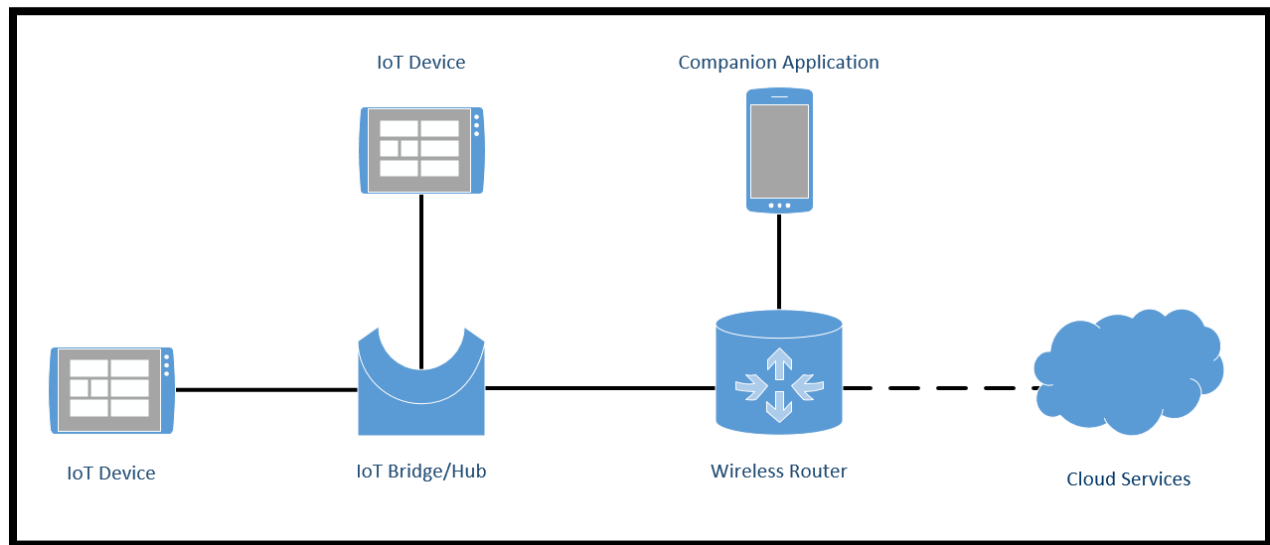 IoT Device
Companion Application
IoT Device
IoT Bridge/Hub
Wireless Router
Cloud Services